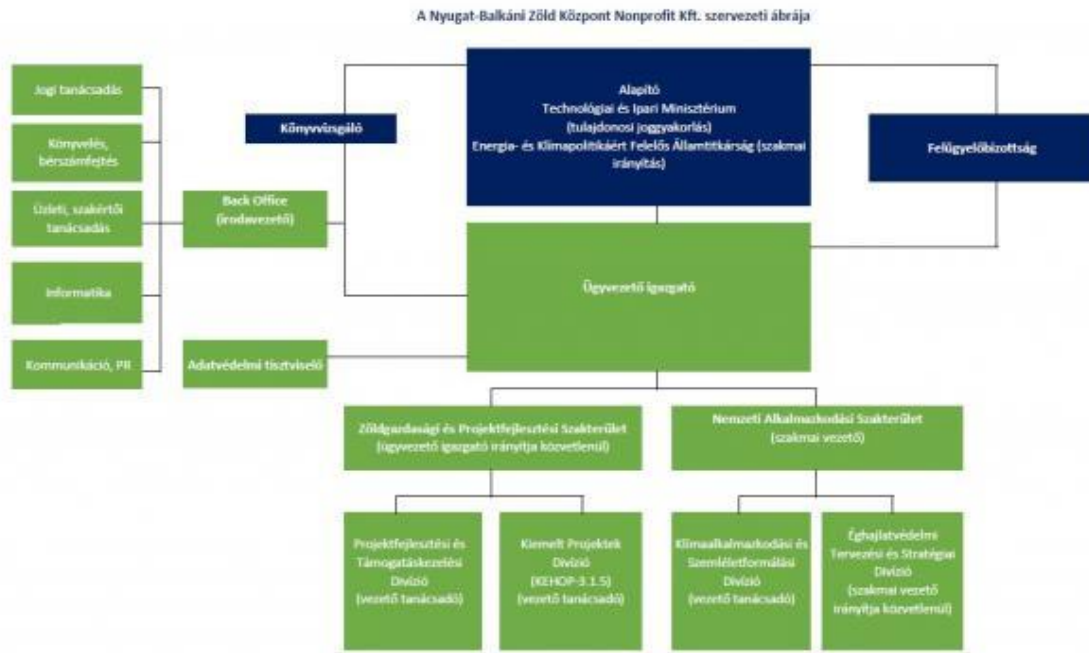 A Nyugat-Balkáni Zöld Központ Nonprofit Kft. szervezeti ábrája
Alapító
Technológiai és Ipari Minisztérium
(tulajdonosi joggyakorlás)
Energia- és Klímapolitikáért Felelős Államtitkárság (szakmai
irányítás)
Könyvvizsgáló
Felügyelőbizottság
Jogi tanácsadás
Könyvelés,
bérszámfejtés
Üzleti, szakértői
tanácsadás
Informatika
Kommunikáció, PR
Back Office
(irodavezető)
Adatvédelmi tisztviselő
Ügyvezető igazgató
Zöldgazdasági és Projektfejlesztési Szakterület
(ügyvezető igazgató irányítja közvetlenül)
Nemzeti Alkalmazkodási Szakterület
(szakmai vezető)
Projektfejlesztési és
Támogatáskezelési
Divízió
(vezető tanácsadó)
Kiemelt Projektek
Divízió
(KEHOP-3.1.5)
(vezető tanácsadó)
Klímaalkalmazkodási és
Szemléletformálási
Divízió
(vezető tanácsadó)
Éghajlatvédelmi
Tervezési és Stratégiai
Divízió
(szakmai vezető
irányítja közvetlenül)